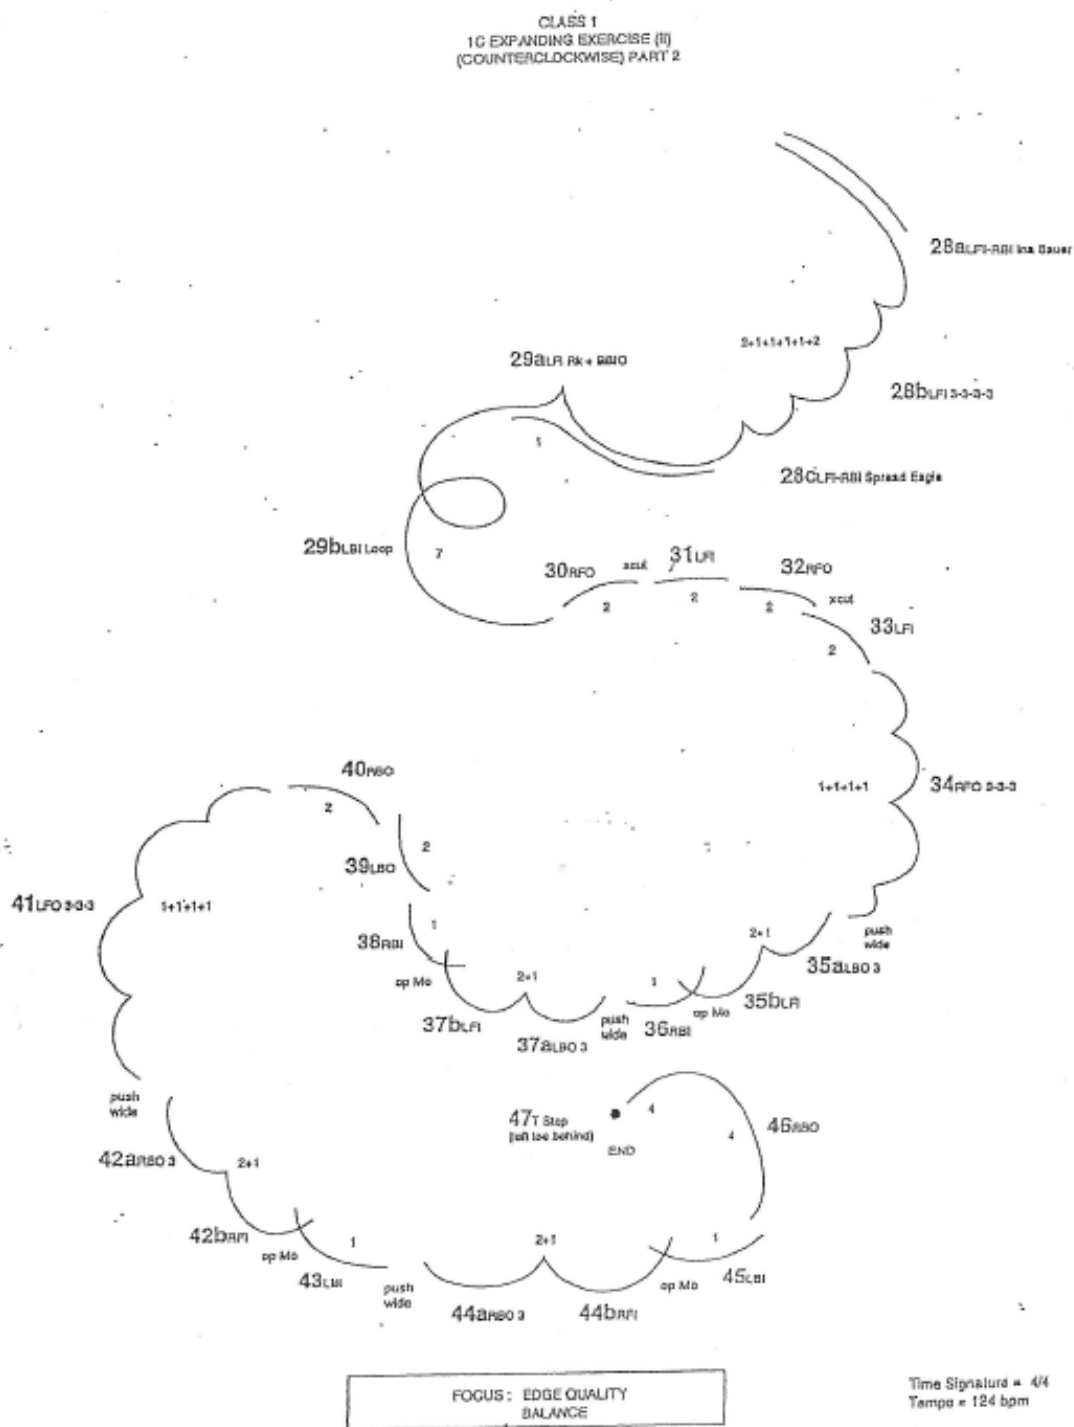 CLASS 1
1C EXPANDING EXERCISE (II)
(COUNTERCLOCKWISE) PART 2
28aLFI-RBI Ina Bauer
2+1+1+1+1+2
29aLFI Rk +
28bLFI 3-3-3-3
1
28cLFI-RBI Spread Eagle
29bLBI Loop
7
30RFO
xcut
31LFI
32RFO
2
2
2
xcut
33LFI
2
40RBO
2
1+1+1+1
34RFO 3-3-3
2
39LBO
41LFO 3-3-3
1+1+1+1
1
38RBI
op Mo
2+1
37bLFI
37aLBO 3
push
wide
1
36RBI
op Mo
2+1
35bLFI
35aLBO 3
push
wide
push
wide
47T Stop
(left toe behind)
END
4
4
46RBO
42aRBO 3
2+1
42bRFI
op Mo
1
43LBI
push
wide
2+1
44aRBO 3
44bRFI
op Mo
1
45LBI
FOCUS : EDGE QUALITY
BALANCE
Time Signature = 4/4
Tempo = 124 bpm